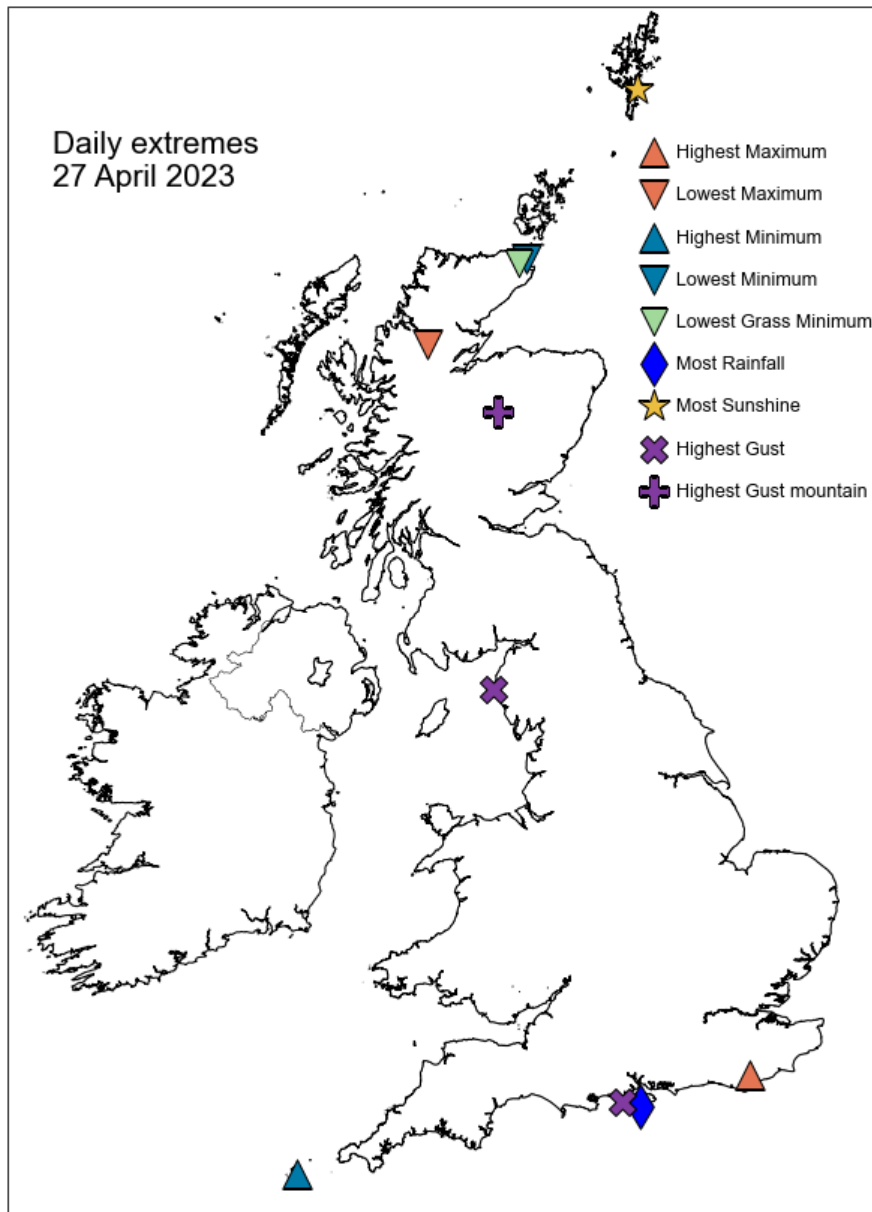 Daily extremes
27 April 2023
Highest Maximum
Lowest Maximum
Highest Minimum
Lowest Minimum
Lowest Grass Minimum
Most Rainfall
Most Sunshine
Highest Gust
Highest Gust mountain